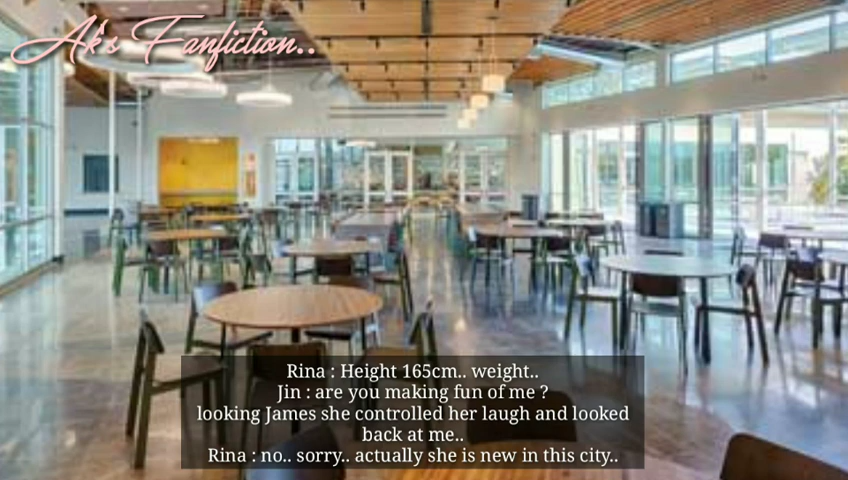 Ak's Fanfiction..
Rina : Height 165cm.. weight..
Jin : are you making fun of me ?
looking James she controlled her laugh and looked
back at me..
Rina : no.. sorry.. actually she is new in this city..